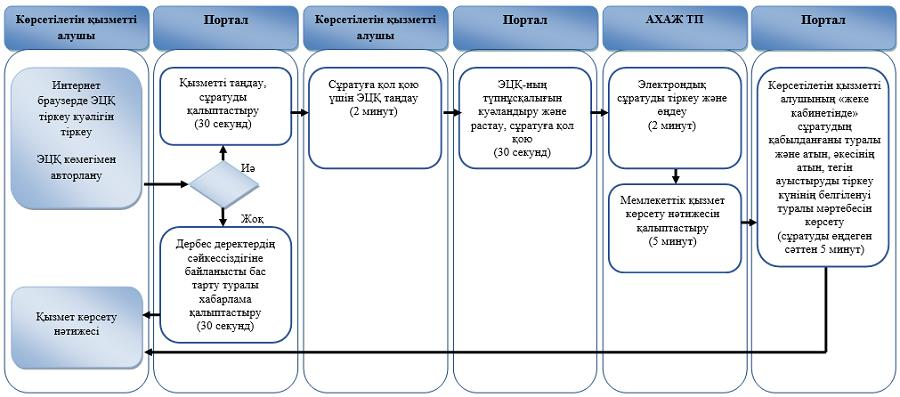 Көрсетілетін қызметті
алушы
Портал
Көрсетілетін қызметті
алушы
Портал
АХАЖ ТП
Портал
Интернет
браузерде ЭЦҚ
тіркеу куәлігін
тіркеу
ЭЦҚ көмегімен
авторлану
Қызметті таңдау,
сұратуды
қалыптастыру
(30 секунд)
Иә
Жоқ
Дербес деректердің
сәйкессіздігіне
байланысты бас
тарту туралы
хабарлама
қалыптастыру
(30 секунд)
Сұратуға қол қою
үшін ЭЦҚ таңдау
(2 минут)
ЭЦҚ-ның
түпнұсқалығын
куәландыру және
растау, сұратуға қол
қою
(30 секунд)
Электрондық
сұратуды тіркеу және
өңдеу
(2 минут)
Мемлекеттік қызмет
көрсету нәтижесін
қалыптастыру
(5 минут)
Көрсетілетін қызметті
алушының «жеке
кабинетінде»
сұратудың
қабылданғаны туралы
және атын, әкесінің
атын, тегін
ауыстыруды тіркеу
күнінің белгіленуі
туралы мәртебесін
көрсету
(сұратуды өңдеген
сәттен 5 минут)
Қызмет көрсету
нәтижесі